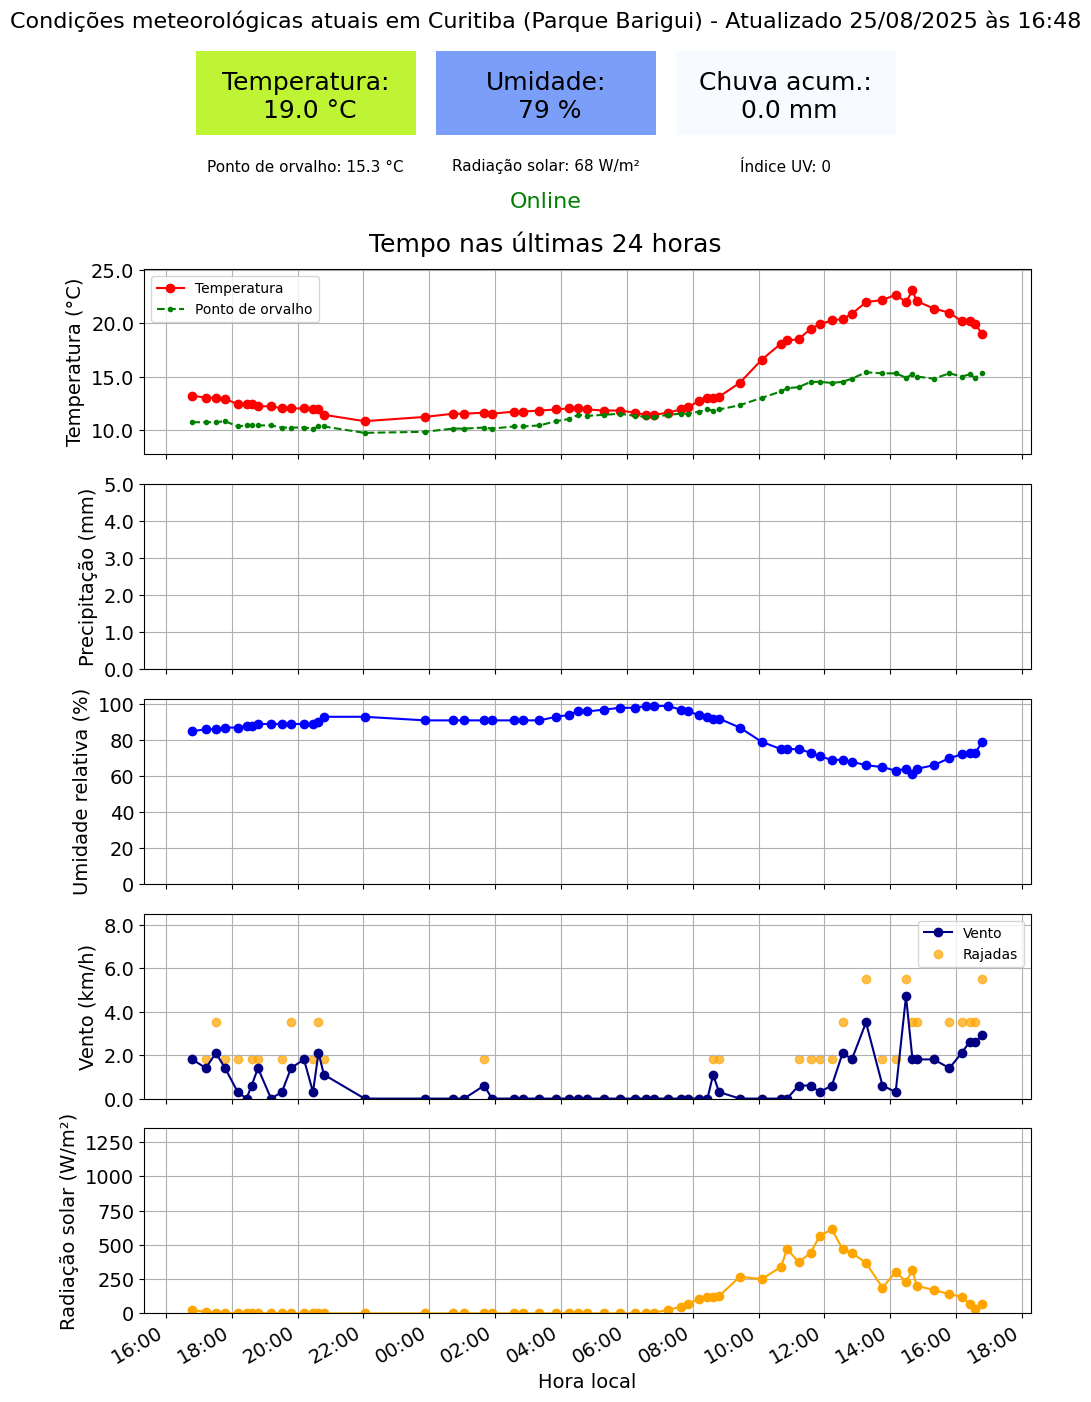 Condições meteorológicas atuais em Curitiba (Parque Barigui) - Atualizado 25/08/2025 às 16:48
Temperatura:
19.0 °C
Umidade:
79 %
Chuva acum.:
0.0 mm
Ponto de orvalho: 15.3 °C
Radiação solar: 68 W/m²
Índice UV: 0
Online
Tempo nas últimas 24 horas
Temperatura (°C)
25.0
20.0
15.0
10.0
Temperatura
Ponto de orvalho
Precipitação (mm)
5.0
4.0
3.0
2.0
1.0
0.0
Umidade relativa (%)
100
80
60
40
20
0
Vento (km/h)
8.0
6.0
4.0
2.0
0.0
Vento
Rajadas
Radiação solar (W/m²)
1250
1000
750
500
250
0
16:00
18:00
20:00
22:00
00:00
02:00
04:00
06:00
08:00
10:00
12:00
14:00
16:00
18:00
Hora local